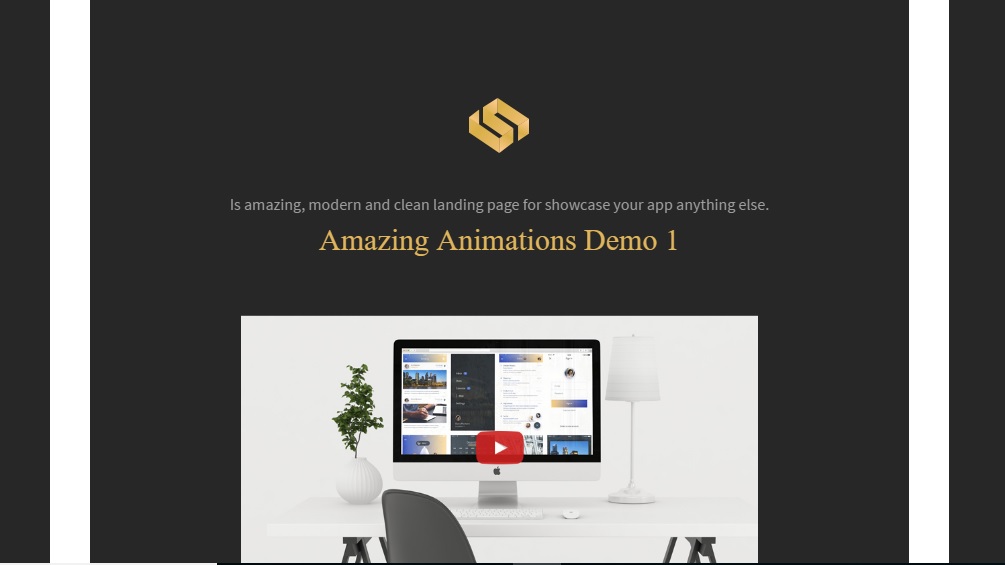 Is amazing, modern and clean landing page for showcase your app anything else.
Amazing Animations Demo 1